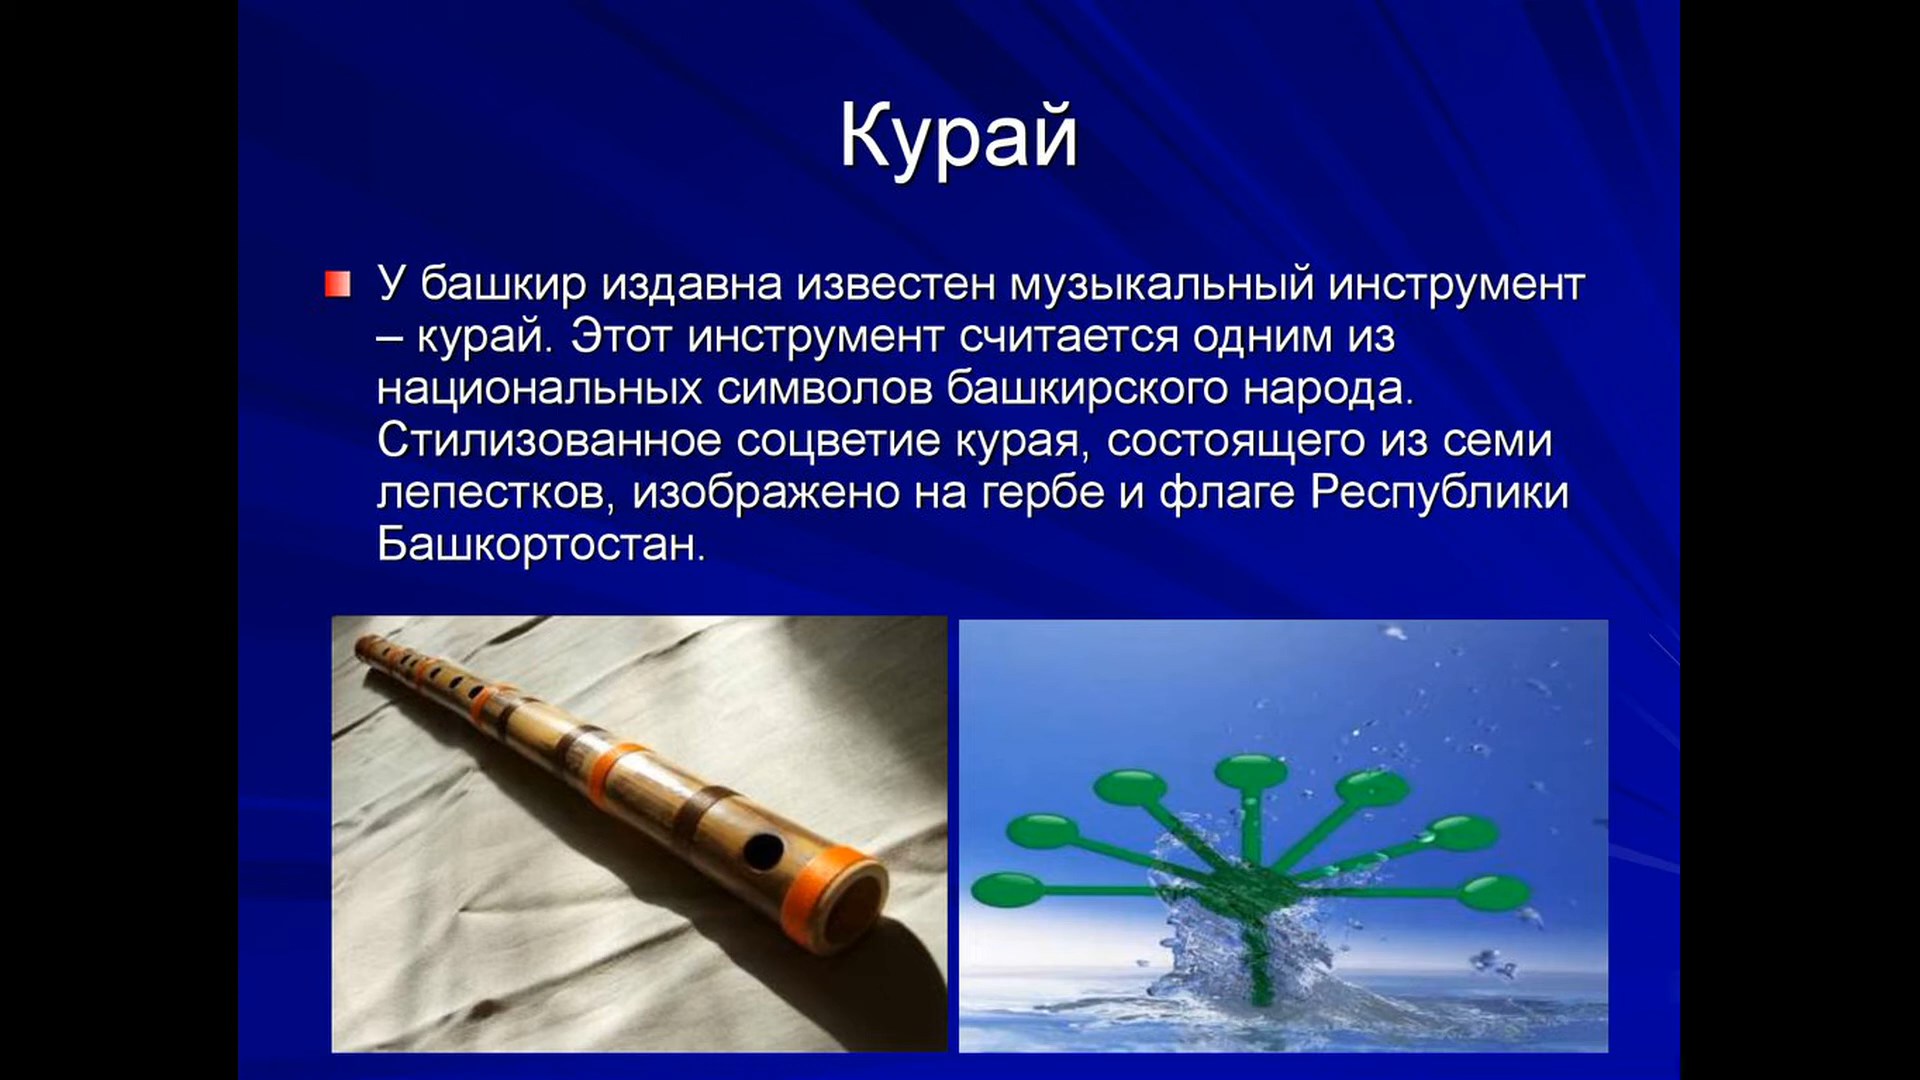 Курай
У башкир издавна известен музыкальный инструмент
– курай. Этот инструмент считается одним из
национальных символов башкирского народа.
Стилизованное соцветие курая, состоящего из семи
лепестков, изображено на гербе и флаге Республики
Башкортостан.